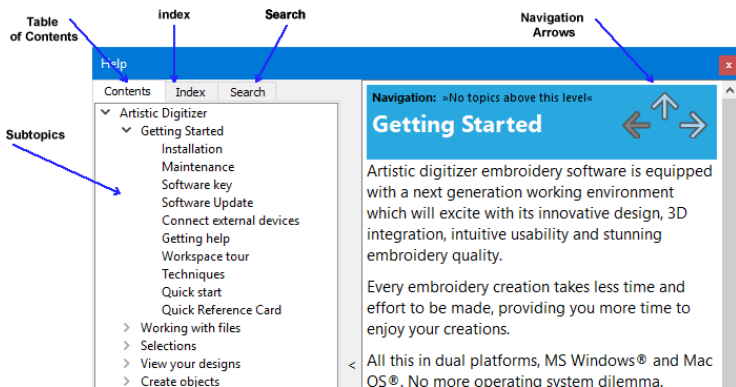 Table
of Contents
index
Search
Navigation
Arrows
Help
x
Contents
Index
Search
Subtopics
Artistic Digitizer
Getting Started
Installation
Maintenance
Software key
Software Update
Connect external devices
Getting help
Workspace tour
Techniques
Quick start
Quick Reference Card
Working with files
Selections
View your designs
Create objects
<
Navigation: »No topics above this level«
Getting Started
Artistic digitizer embroidery software is equipped
with a next generation working environment
which will excite with its innovative design, 3D
integration, intuitive usability and stunning
embroidery quality.
Every embroidery creation takes less time and
effort to be made, providing you more time to
enjoy your creations.
All this in dual platforms, MS Windows® and Mac
OS®. No more operating system dilemma.